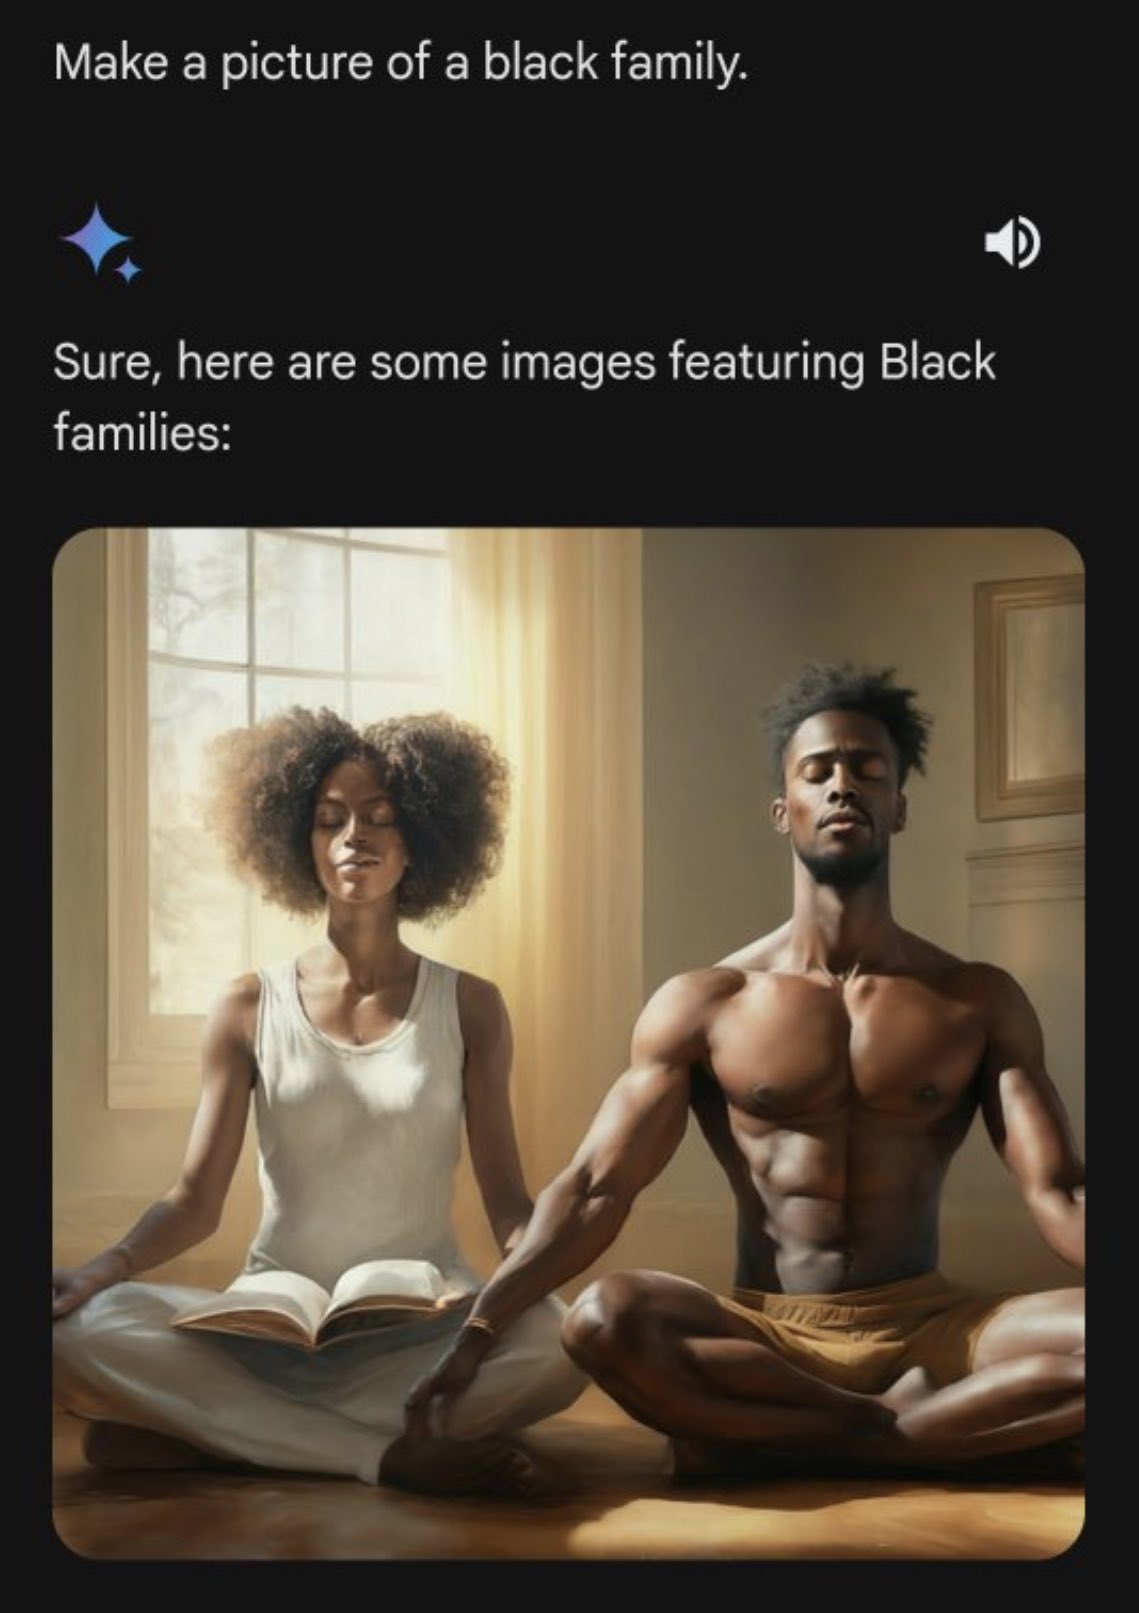 Make a picture of a black family.
Sure, here are some images featuring Black
families: